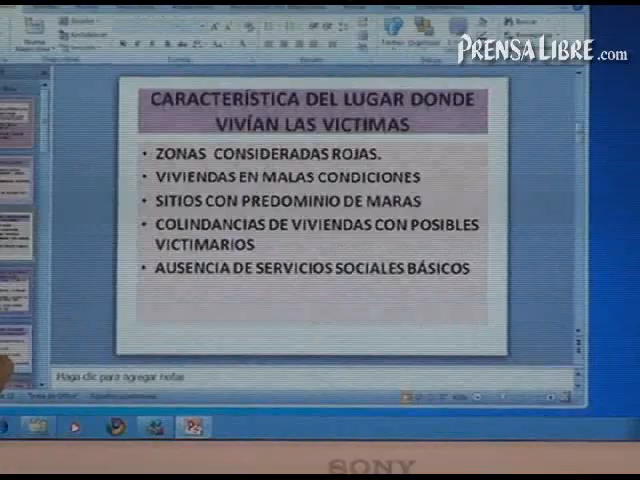 PRENSA LIBRE.com
CARACTERÍSTICA DEL LUGAR DONDE
VIVÍAN LAS VICTIMAS
• ZONAS CONSIDERADAS ROJAS.
• VIVIENDAS EN MALAS CONDICIONES
• SITIOS CON PREDOMINIO DE MARAS
• COLINDANCIAS DE VIVIENDAS CON POSIBLES
VICTIMARIOS
• AUSENCIA DE SERVICIOS SOCIALES BÁSICOS
Haga clic para agregar notas
SONY